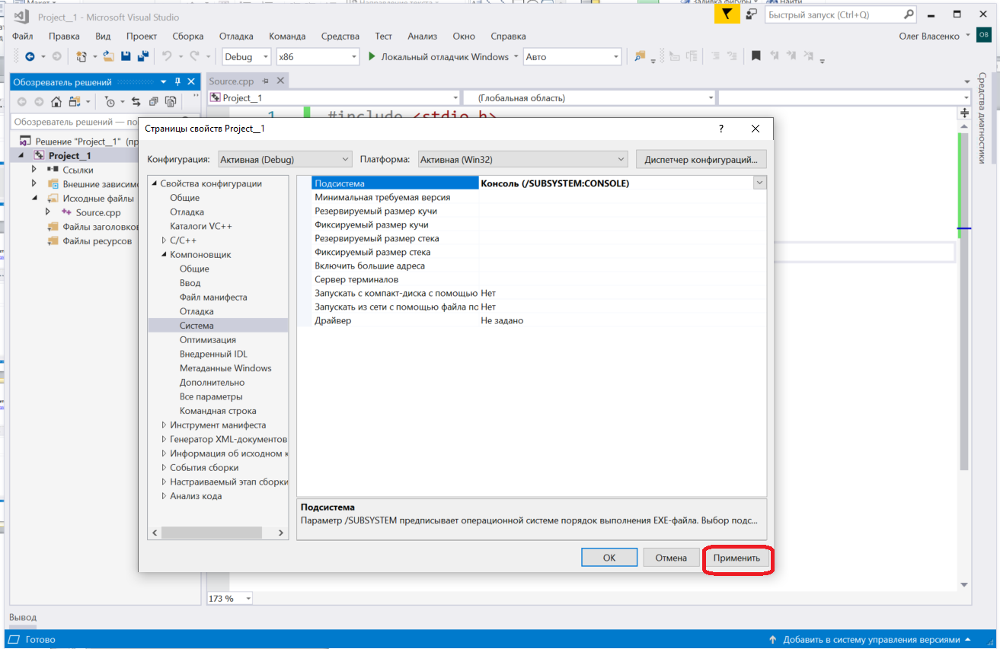 Project__1 - Microsoft Visual Studio
Быстрый запуск (Ctrl+Q)
Файл Правка Вид Проект Сборка Отладка Команда Средства Тест Анализ Окно Справка
Олег Власенко ОВ
Debug x86 Локальный отладчик Windows Авто
Обозреватель решений
Source.cpp
Project__1 (Глобальная область)
Средства диагностики
1 #include <stdio.h>
Обозреватель решений — по
Решение "Project__1" (пр
Project__1
Ссылки
Внешние зависим
Исходные файлы
Source.cpp
Файлы заголовко
Файлы ресурсов
Страницы свойств Project__1 ?
Конфигурация: Активная (Debug) Платформа: Активная (Win32) Диспетчер конфигураций...
Свойства конфигурации
Общие
Отладка
Каталоги VC++
C/C++
Компоновщик
Общие
Ввод
Файл манифеста
Отладка
Система
Оптимизация
Внедренный IDL
Метаданные Windows
Дополнительно
Все параметры
Командная строка
Инструмент манифеста
Генератор XML-документов
Информация об исходном к
События сборки
Настраиваемый этап сборки
Анализ кода
Подсистема Консоль (/SUBSYSTEM:CONSOLE)
Минимальная требуемая версия
Резервируемый размер кучи
Фиксируемый размер кучи
Резервируемый размер стека
Фиксируемый размер стека
Включить большие адреса
Сервер терминалов
Запускать с компакт-диска с помощью Нет
Запускать из сети с помощью файла по Нет
Драйвер Не задано
Подсистема
Параметр /SUBSYSTEM предписывает операционной системе порядок выполнения EXE-файла. Выбор подс...
ОК Отмена Применить
173 %
Вывод
Готово
Добавить в систему управления версиями